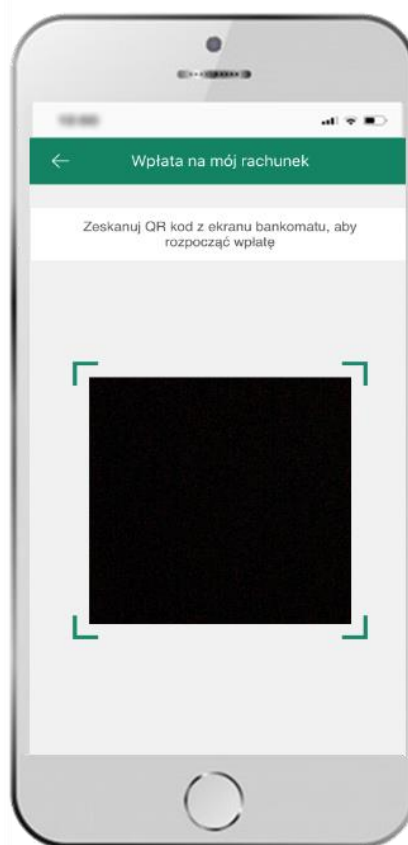 Wpłata na mój rachunek
Zeskanuj QR kod z ekranu bankomatu, aby
rozpocząć wpłatę